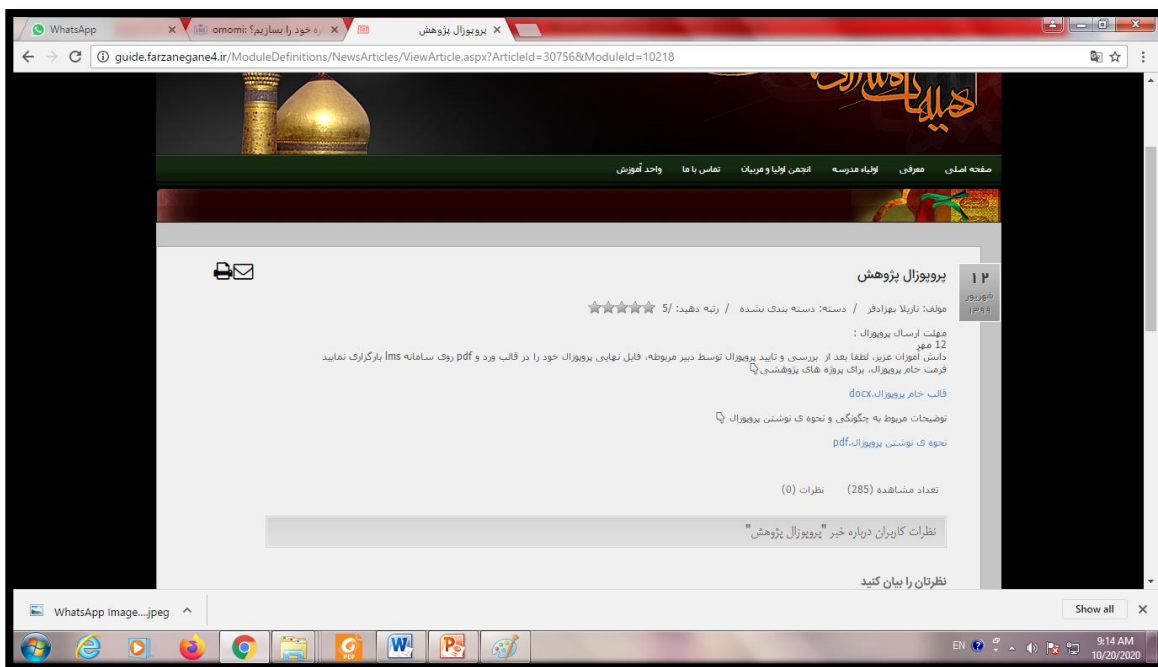 WhatsApp
omomi: ره خود را بسازیم؟
پروپوزال پژوهش
guide.farzanegane4.ir/ModuleDefinitions/NewsArticles/ViewArticle.aspx?ArticleId=30756&ModuleId=10218
صفحه اصلی معرفی اولیاء مدرسه انجمن اولیا و مربیان تماس با ما واحد آموزش
۱۲
شهریور
۱۳۹۹
پروپوزال پژوهش
مولف: نازیلا بهزادفر / دسته: دسته بندی نشده / رتبه دهید: /5
مهلت ارسال پروپوزال :
12 مهر
دانش آموزان عزیز، لطفا بعد از بررسی و تایید پروپوزال توسط دبیر مربوطه، فایل نهایی پروپوزال خود را در قالب ورد و pdf روی سامانه lms بارگزاری نمایید
فرمت خام پروپوزال، برای پروژه های پژوهشی👇
قالب خام پروپوزال.docx
توضیحات مربوط به چگونگی و نحوه ی نوشتن پروپوزال 👇
نحوه ی نوشتن پروپوزال.pdf
تعداد مشاهده (285) نظرات (0)
نظرات کاربران درباره خبر "پروپوزال پژوهش"
نظرتان را بیان کنید
WhatsApp Image....jpeg
Show all
EN
9:14 AM
10/20/2020